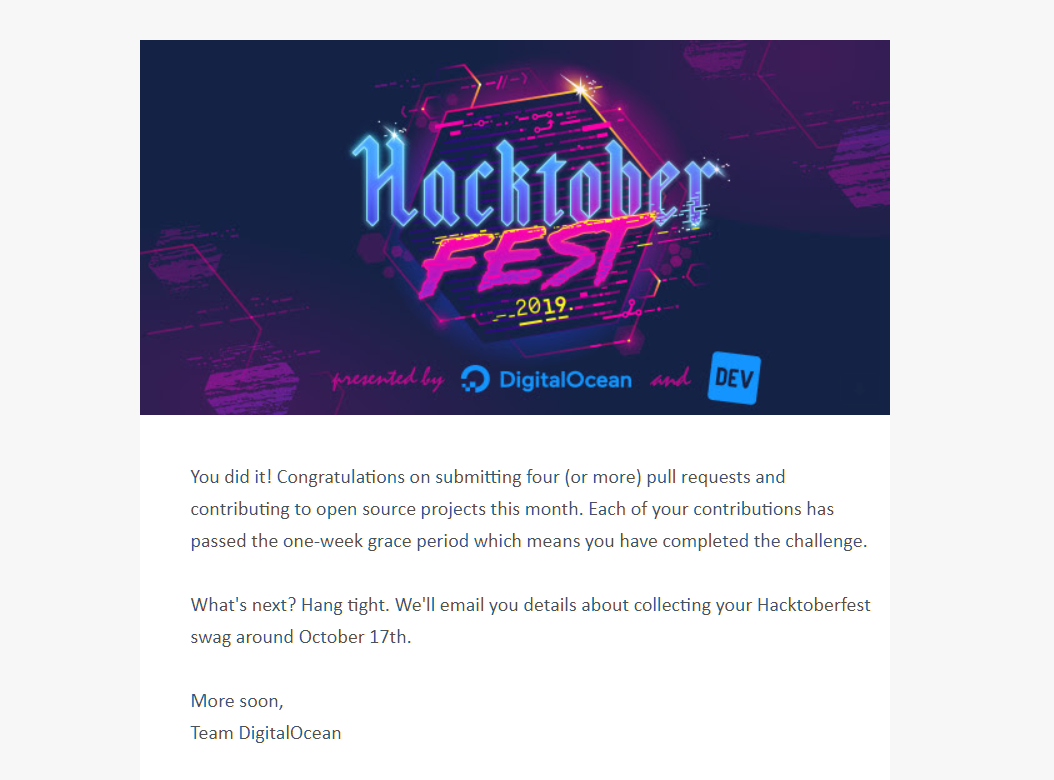 Hacktober
FEST
2019
presented by DigitalOcean and DEV
You did it! Congratulations on submitting four (or more) pull requests and
contributing to open source projects this month. Each of your contributions has
passed the one-week grace period which means you have completed the challenge.
What's next? Hang tight. We'll email you details about collecting your Hacktoberfest
swag around October 17th.
More soon,
Team DigitalOcean